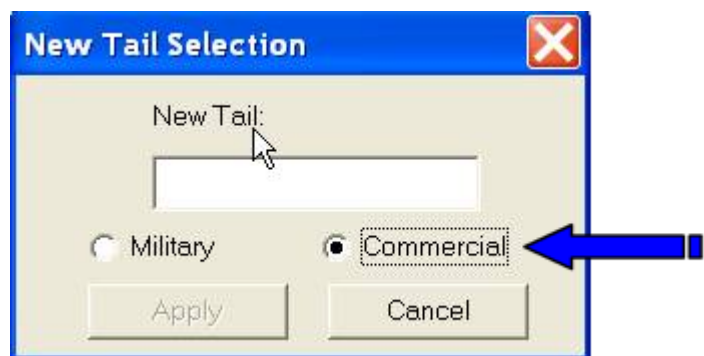 New Tail Selection
New Tail:
Military Commercial
Apply Cancel